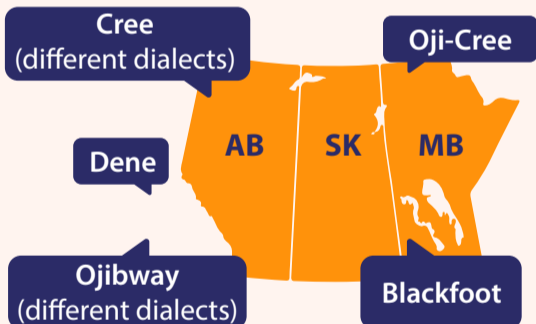 Cree
(different dialects)
Oji-Cree
Dene
AB
SK
MB
Ojibway
(different dialects)
Blackfoot